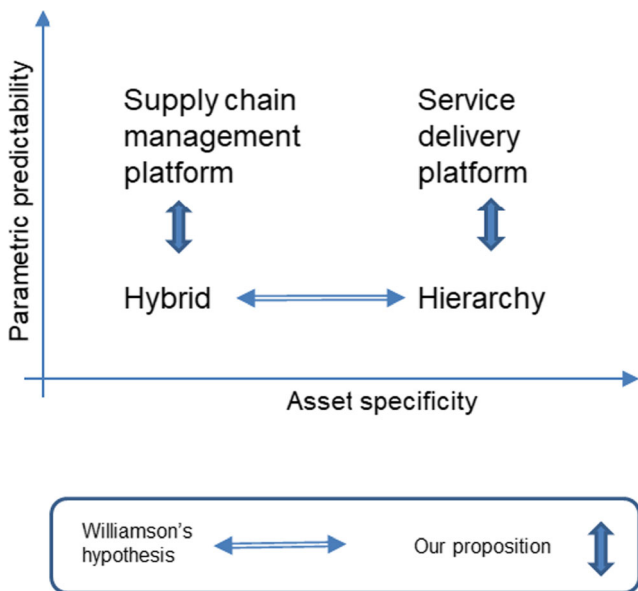 Parametric predictability
Supply chain
management
platform
Service
delivery
platform
Hybrid
Hierarchy
Asset specificity
Williamson's
hypothesis
Our proposition